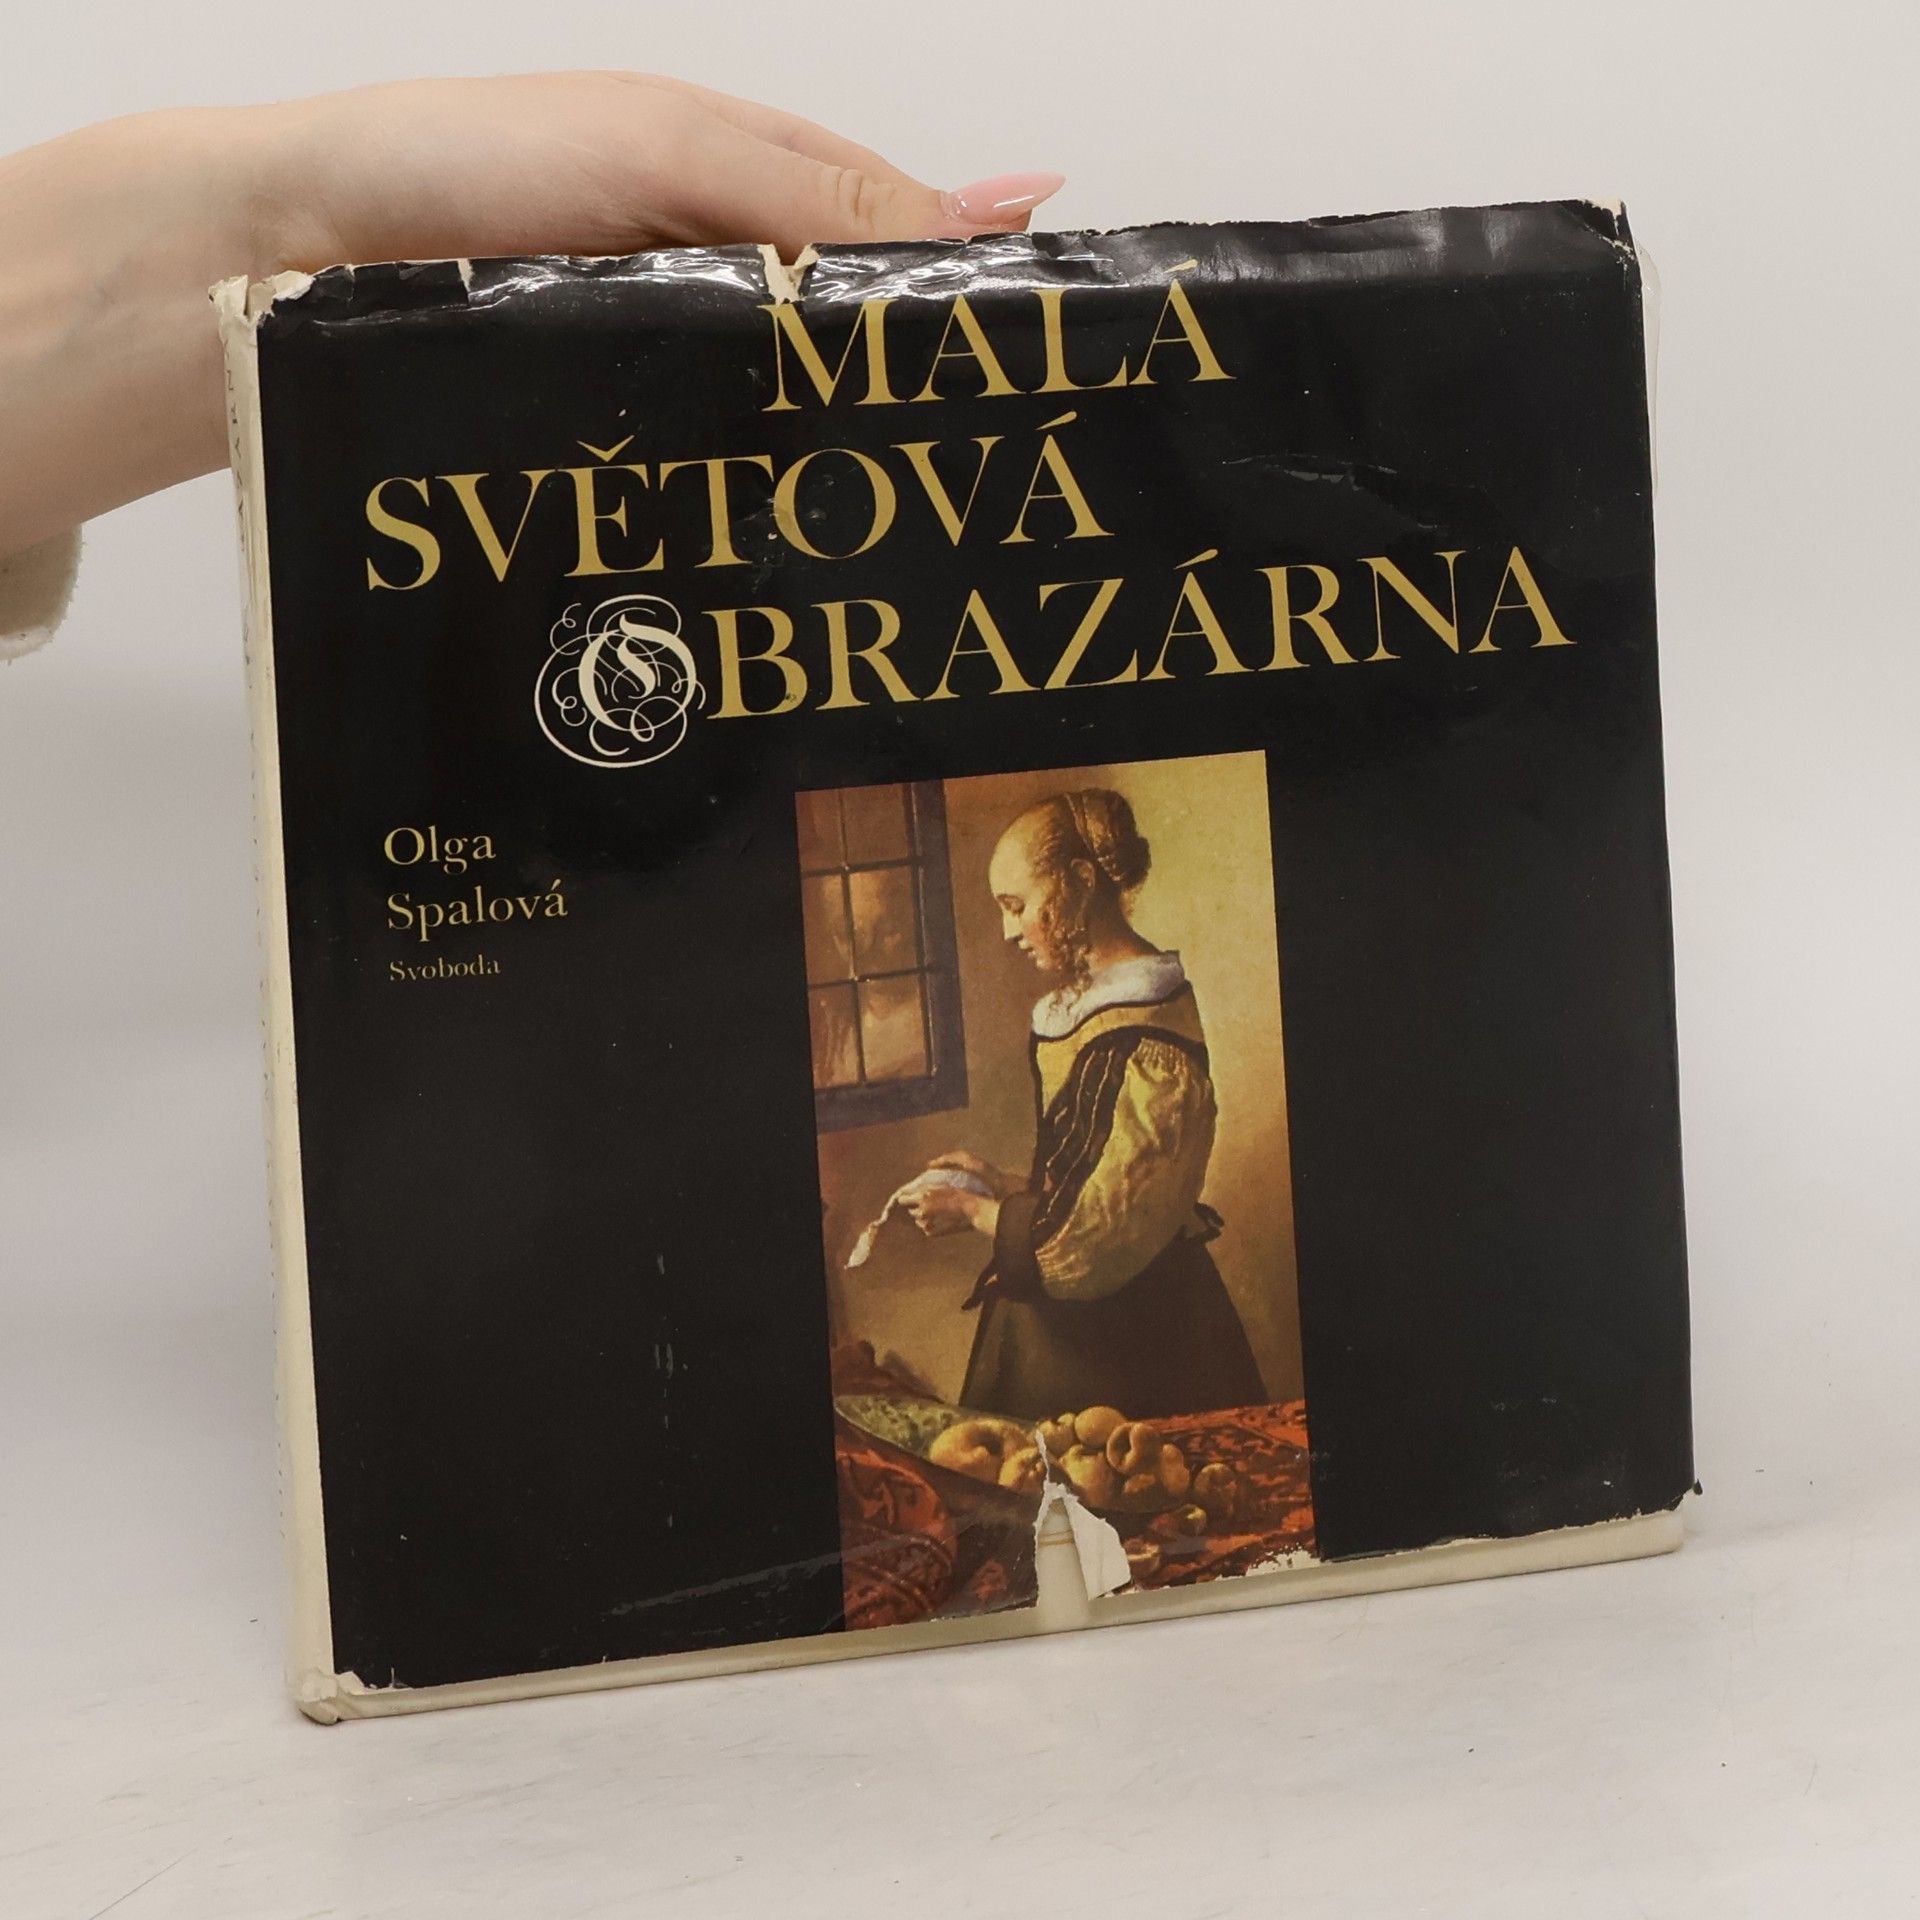 MALÁ
SVĚTOVÁ
OBRAZÁRNA
Olga
Spalová
Svoboda